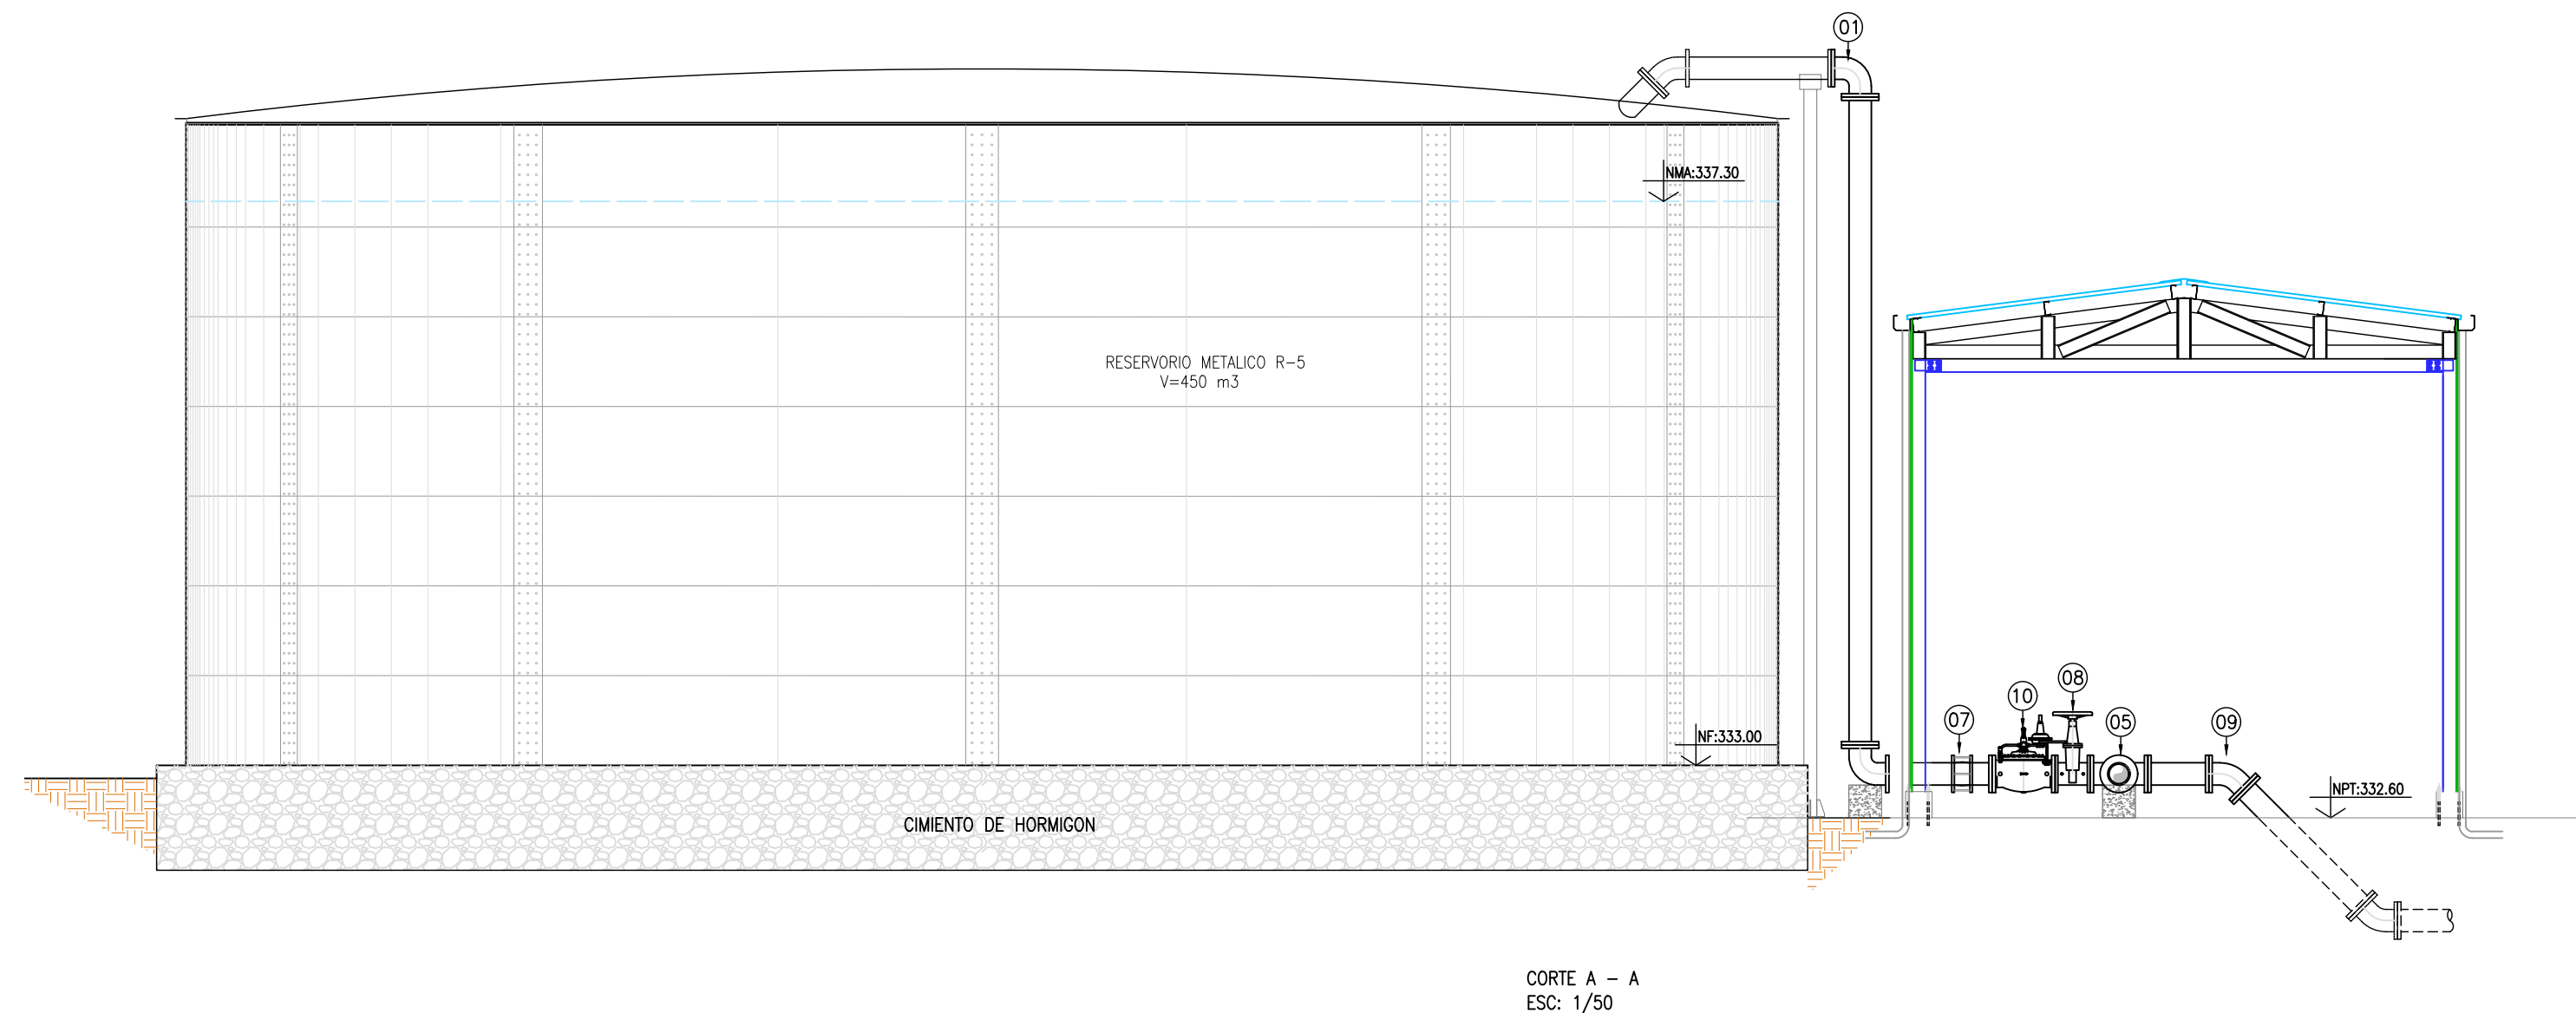 01
NMA:337.30
RESERVORIO METALICO R-5
V=450 m3
08
10
07
05
09
NF:333.00
NPT:332.60
CIMIENTO DE HORMIGON
CORTE A - A
ESC: 1/50